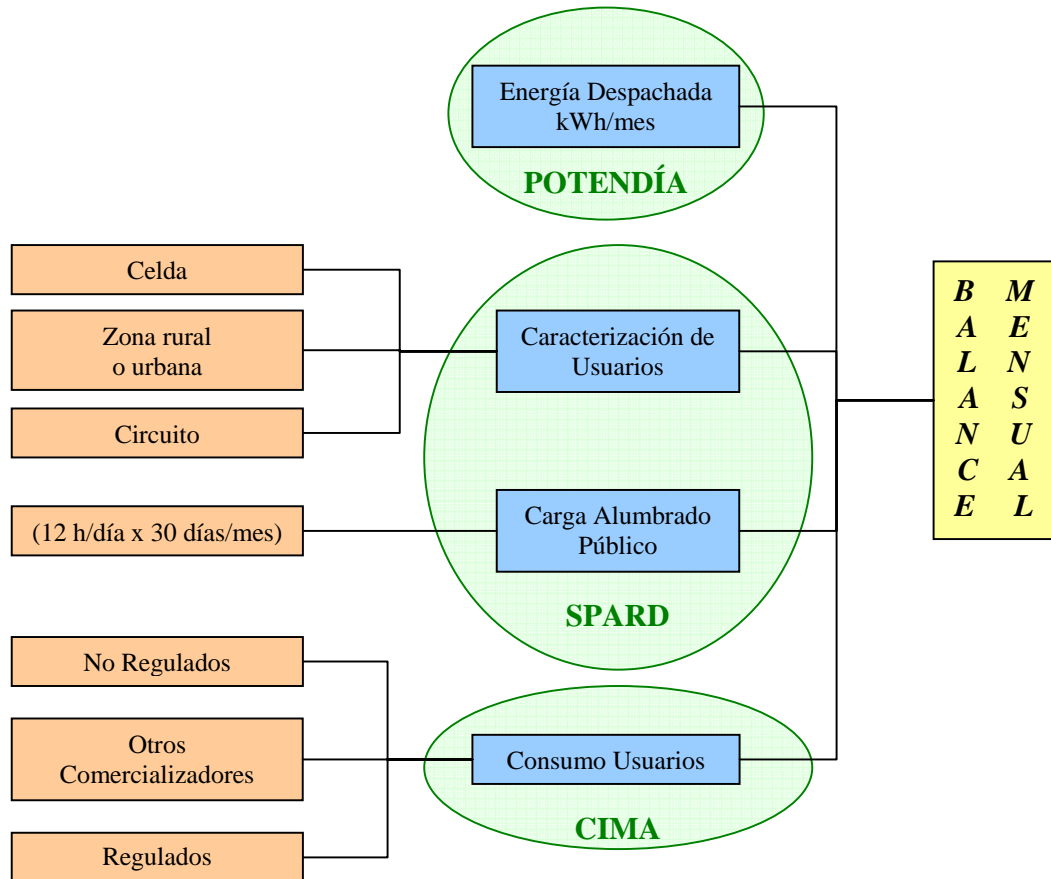 Energía Despachada
kWh/mes
POTENDÍA
Celda
Zona rural
o urbana
Circuito
Caracterización de
Usuarios
(12 h/día x 30 días/mes)
Carga Alumbrado
Público
SPARD
No Regulados
Otros
Comercializadores
Regulados
Consumo Usuarios
CIMA
B M
A E
L N
A S
N U
C A
E L